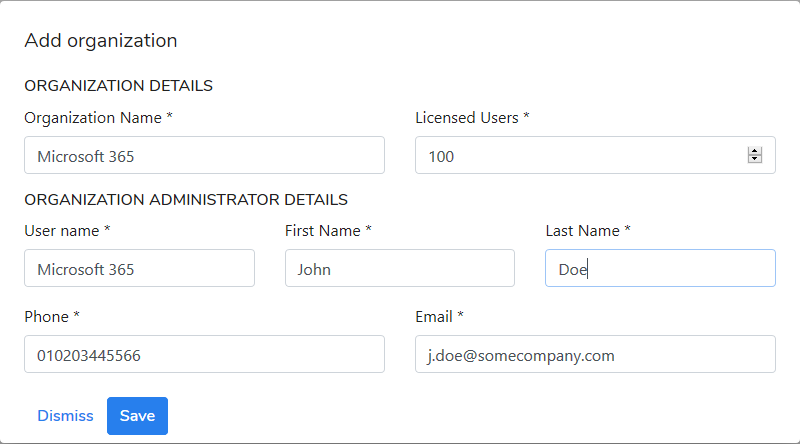 Add organization
ORGANIZATION DETAILS
Organization Name * Licensed Users *
Microsoft 365 100
ORGANIZATION ADMINISTRATOR DETAILS
User name * First Name * Last Name *
Microsoft 365 John Doe
Phone * Email *
010203445566 j.doe@somecompany.com
Dismiss Save